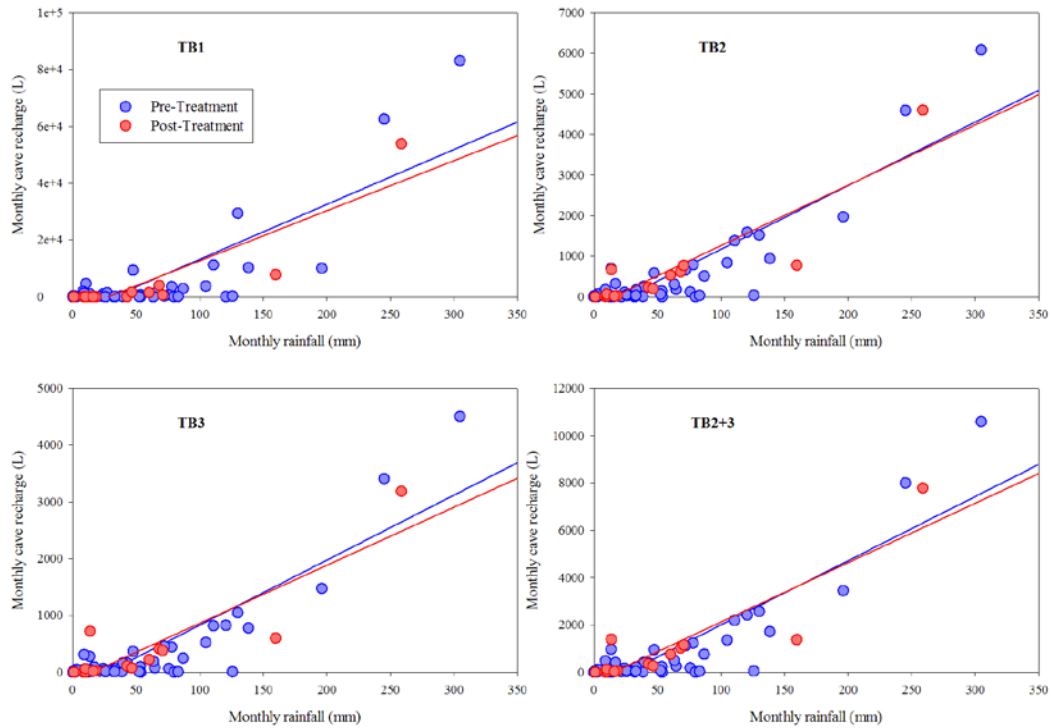 1e+5
8e+4
6e+4
4e+4
2e+4
0
Monthly cave recharge (L)
TB1
Pre-Treatment
Post-Treatment
0 50 100 150 200 250 300 350
Monthly rainfall (mm)
7000
6000
5000
4000
3000
2000
1000
0
Monthly cave recharge (L)
TB2
0 50 100 150 200 250 300 350
Monthly rainfall (mm)
5000
4000
3000
2000
1000
0
Monthly cave recharge (L)
TB3
0 50 100 150 200 250 300 350
Monthly rainfall (mm)
12000
10000
8000
6000
4000
2000
0
Monthly cave recharge (L)
TB2+3
0 50 100 150 200 250 300 350
Monthly rainfall (mm)